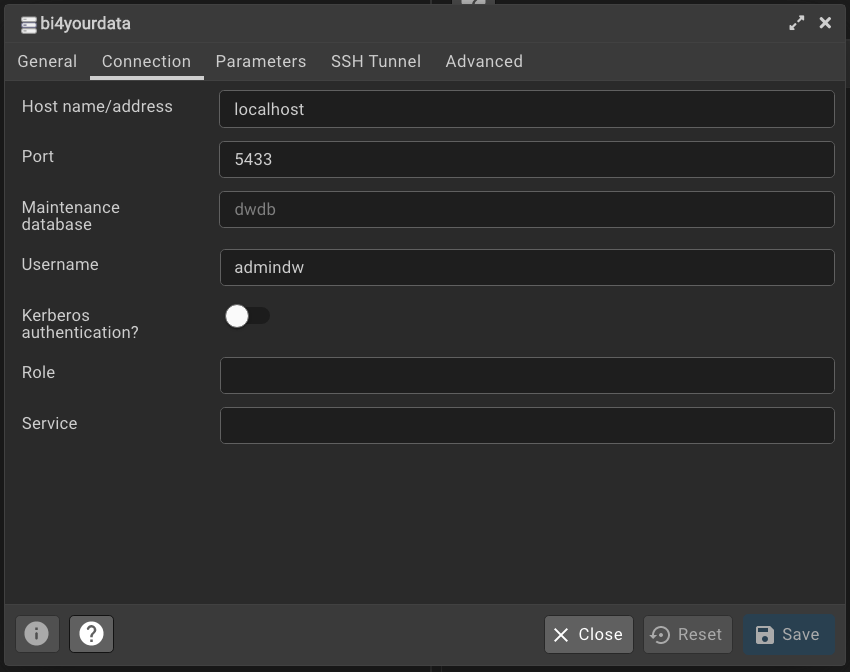 bi4yourdata
General Connection Parameters SSH Tunnel Advanced
Host name/address localhost
Port 5433
Maintenance dwdb
database
Username admindw
Kerberos
authentication?
Role
Service
i ? Close Reset Save